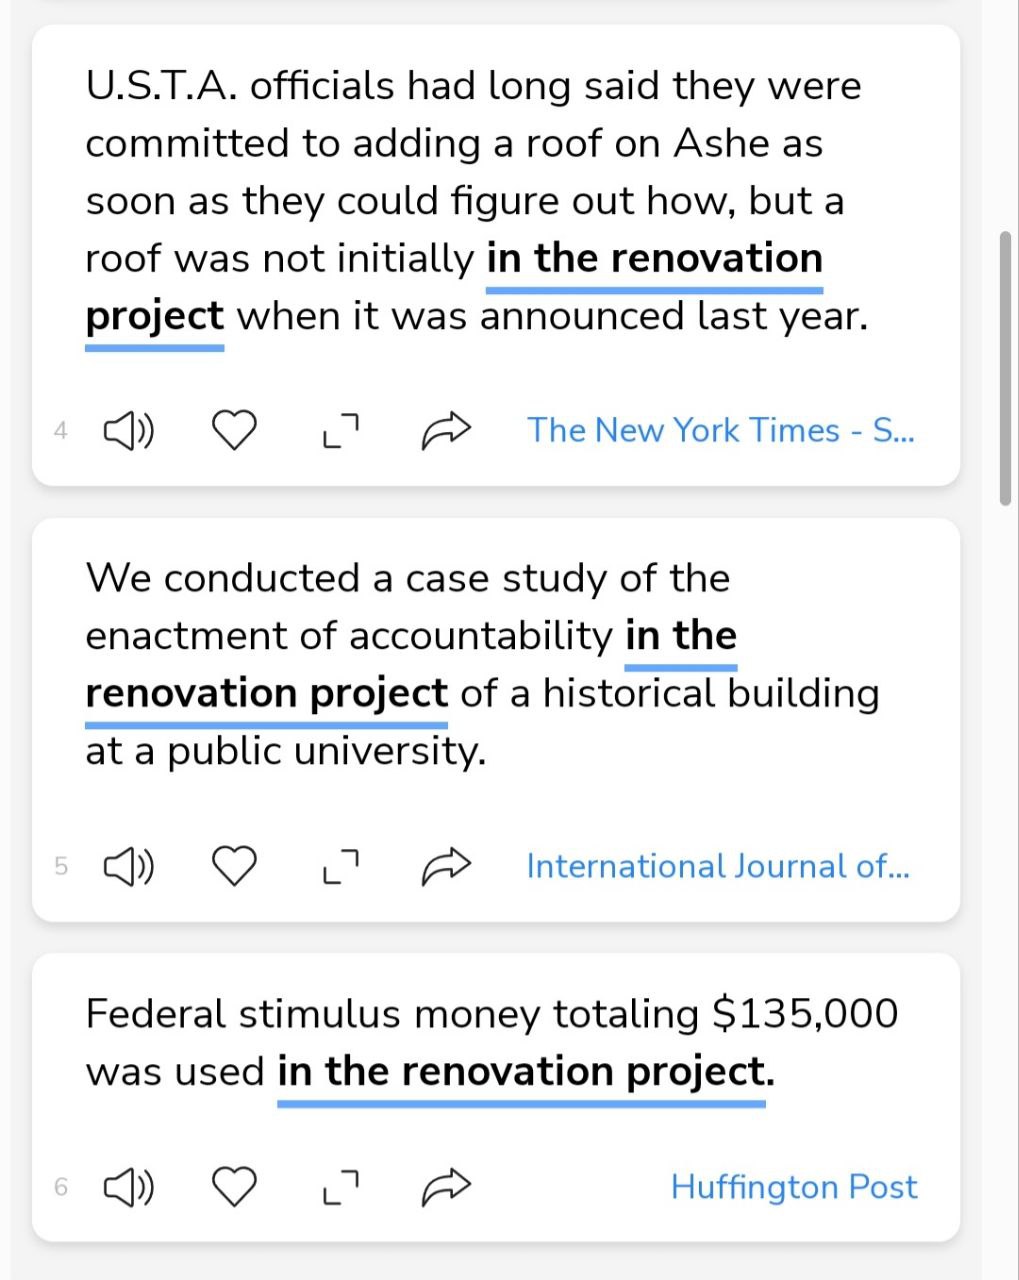 U.S.T.A. officials had long said they were
committed to adding a roof on Ashe as
soon as they could figure out how, but a
roof was not initially in the renovation
project when it was announced last year.
4
The New York Times - S...
We conducted a case study of the
enactment of accountability in the
renovation project of a historical building
at a public university.
5
International Journal of...
Federal stimulus money totaling $135,000
was used in the renovation project.
6
Huffington Post